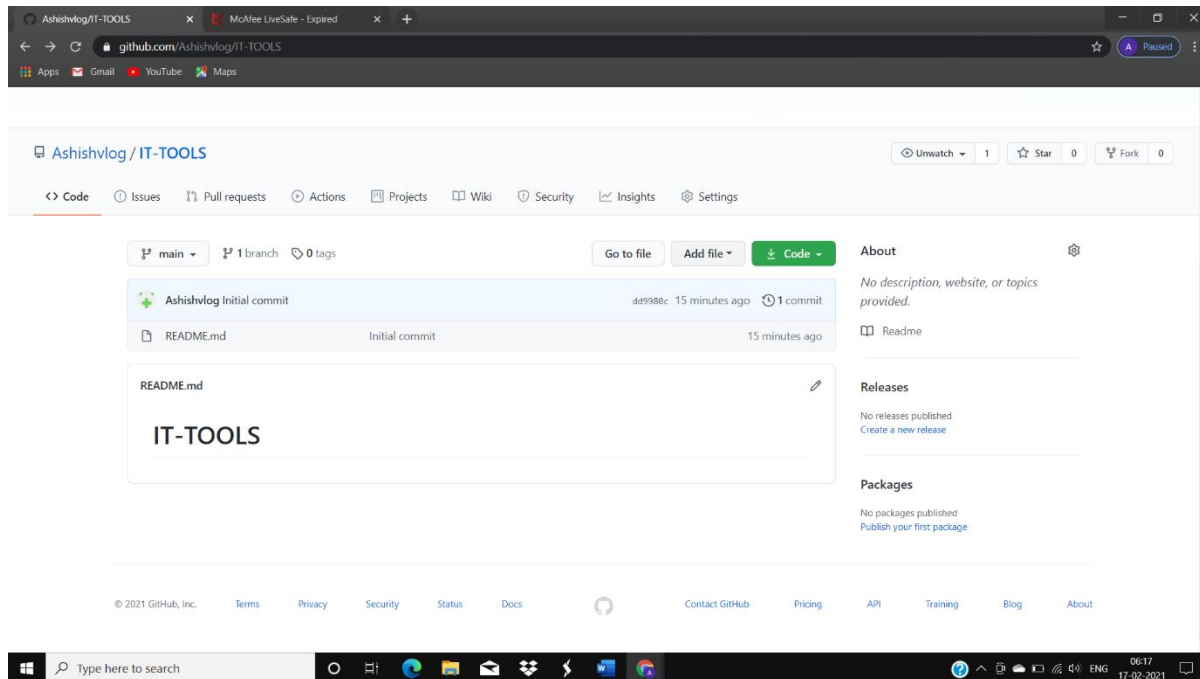 Ashishvlog/IT-TOOLS
McAfee LiveSafe - Expired
github.com/Ashishvlog/IT-TOOLS
A Paused
Apps Gmail YouTube Maps
Ashishvlog / IT-TOOLS
Unwatch 1 Star 0 Fork 0
<> Code Issues Pull requests Actions Projects Wiki Security Insights Settings
main 1 branch 0 tags Go to file Add file Code
Ashishvlog Initial commit dd9980c 15 minutes ago 1 commit
README.md Initial commit 15 minutes ago
README.md
IT-TOOLS
About
No description, website, or topics
provided.
Readme
Releases
No releases published
Create a new release
Packages
No packages published
Publish your first package
© 2021 GitHub, Inc. Terms Privacy Security Status Docs Contact GitHub Pricing API Training Blog About
Type here to search
ENG
06:17
17-02-2021